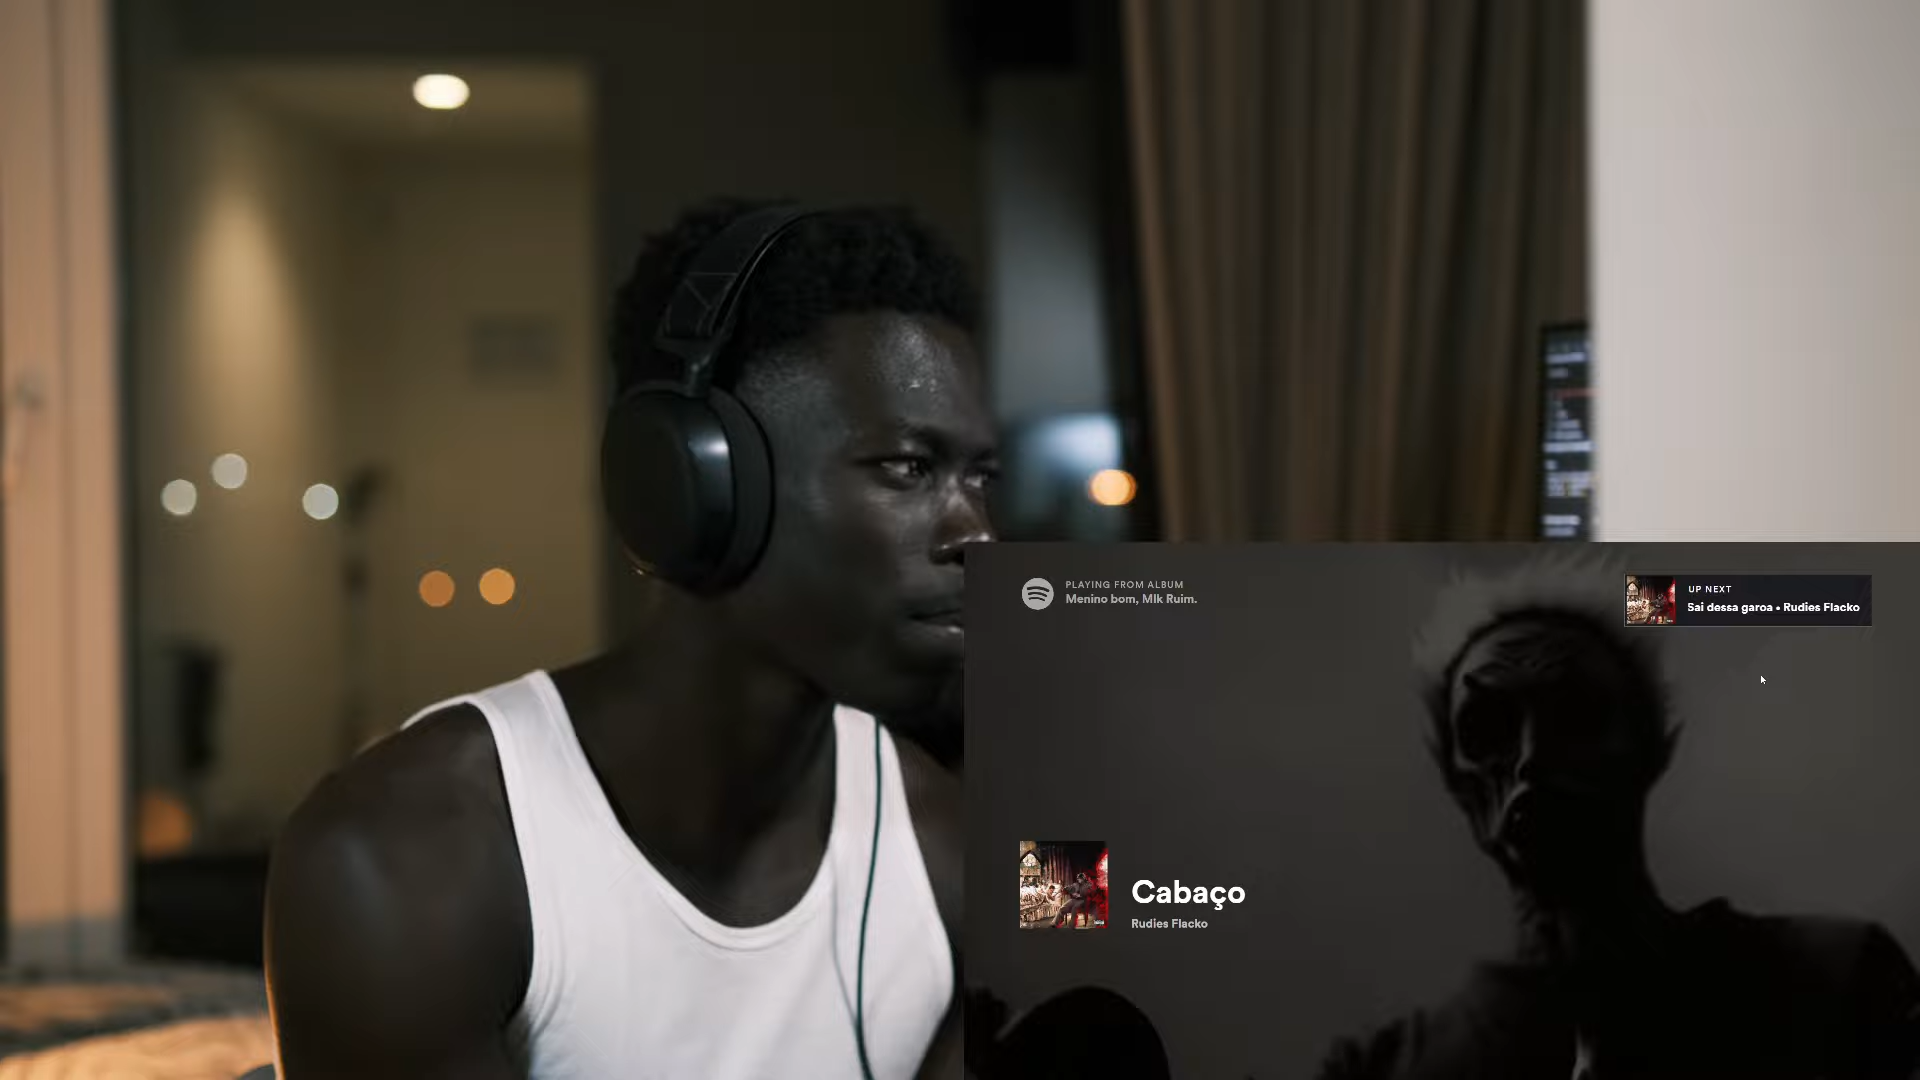 PLAYING FROM ALBUM
Menino bom, Mlk Ruim.
UP NEXT
Sai dessa garoa • Rudies Flacko
Cabaço
Rudies Flacko